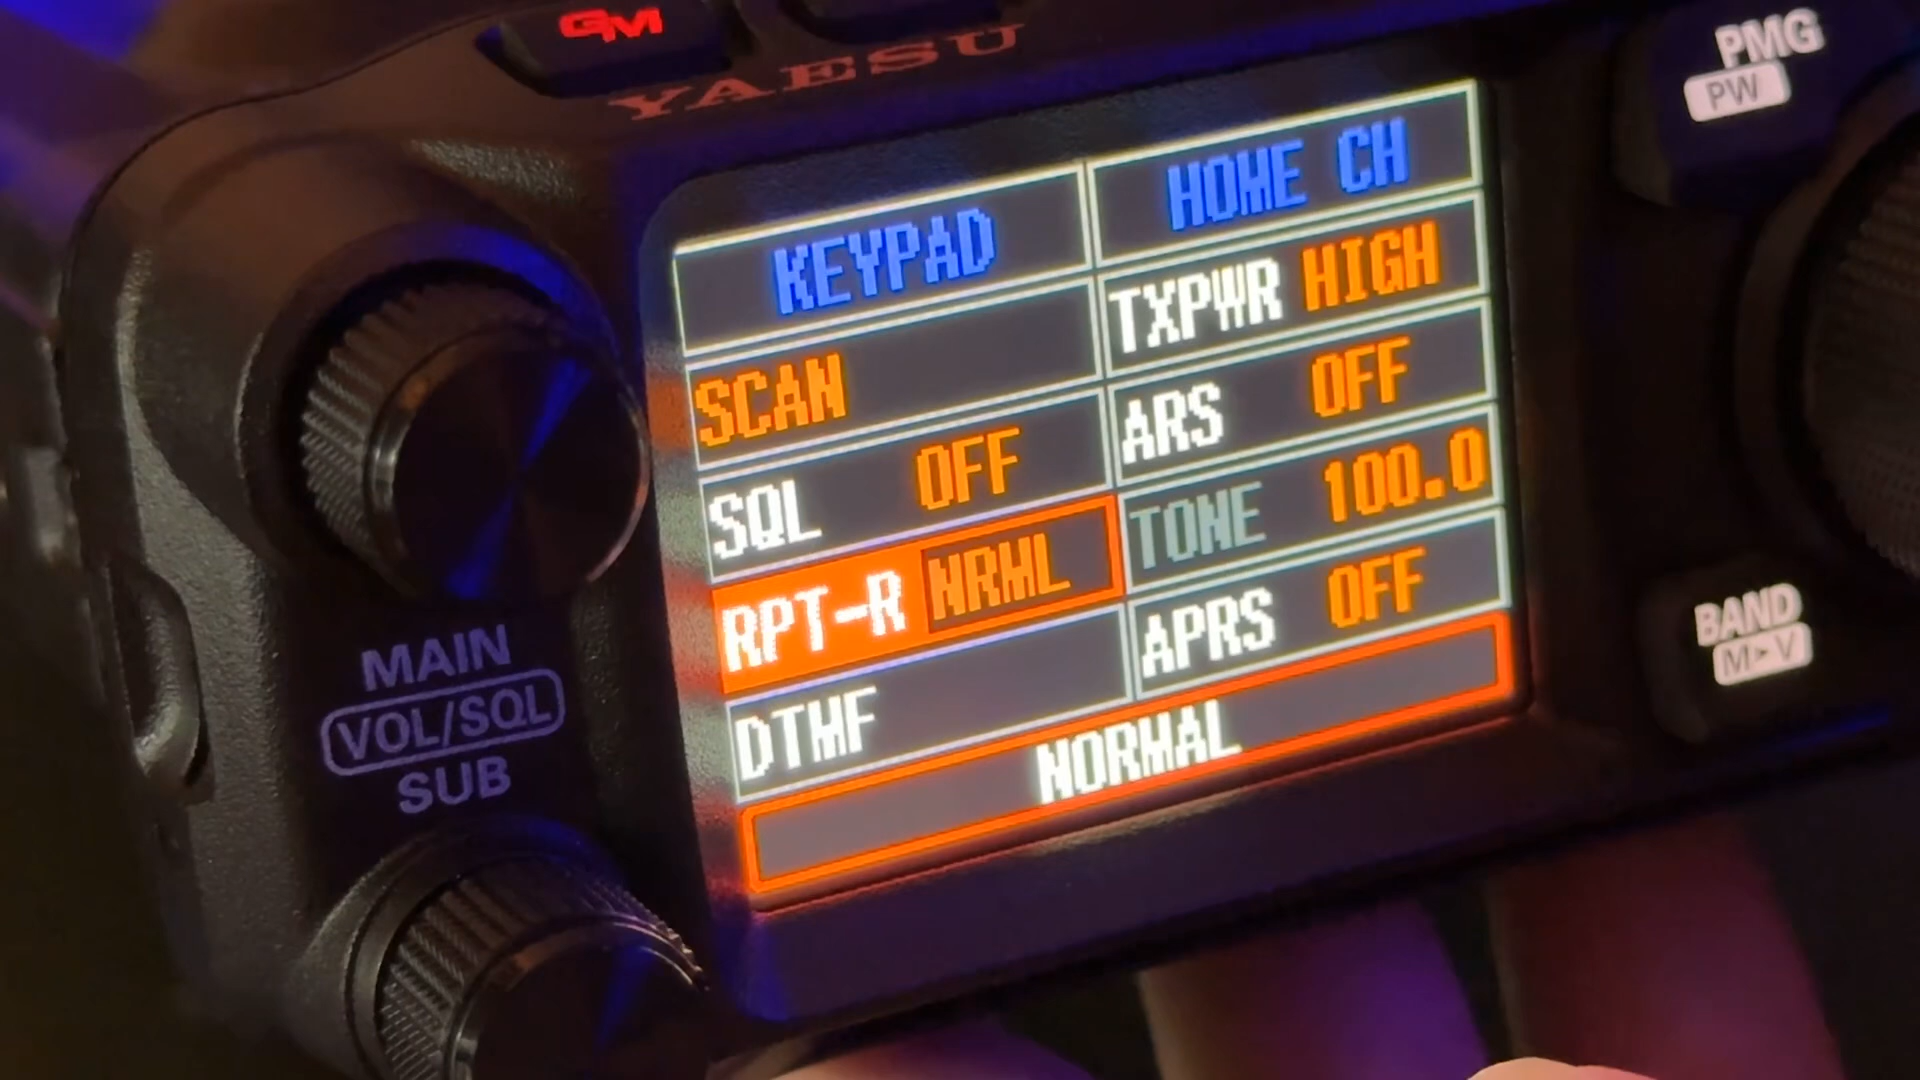 GM
YAESU
PMG
PW
KEYPAD
HOME CH
SCAN
TXPWR HIGH
SQL OFF
ARS OFF
RPT-R NRML
TONE 100.0
DTMF
APRS OFF
NORMAL
MAIN
VOL/SQL
SUB
BAND
M▶V